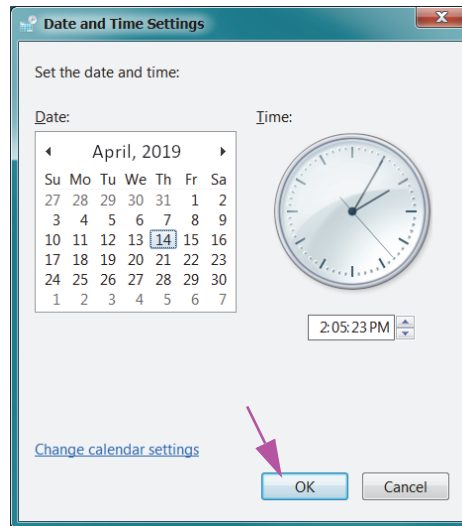 Date and Time Settings
Set the date and time:
Date:
Time:
April, 2019
Su Mo Tu We Th Fr Sa
27 28 29 30 31 1 2
3 4 5 6 7 8 9
10 11 12 13 14 15 16
17 18 19 20 21 22 23
24 25 26 27 28 29 30
1 2 3 4 5 6 7
2:05:23 PM
Change calendar settings
OK
Cancel